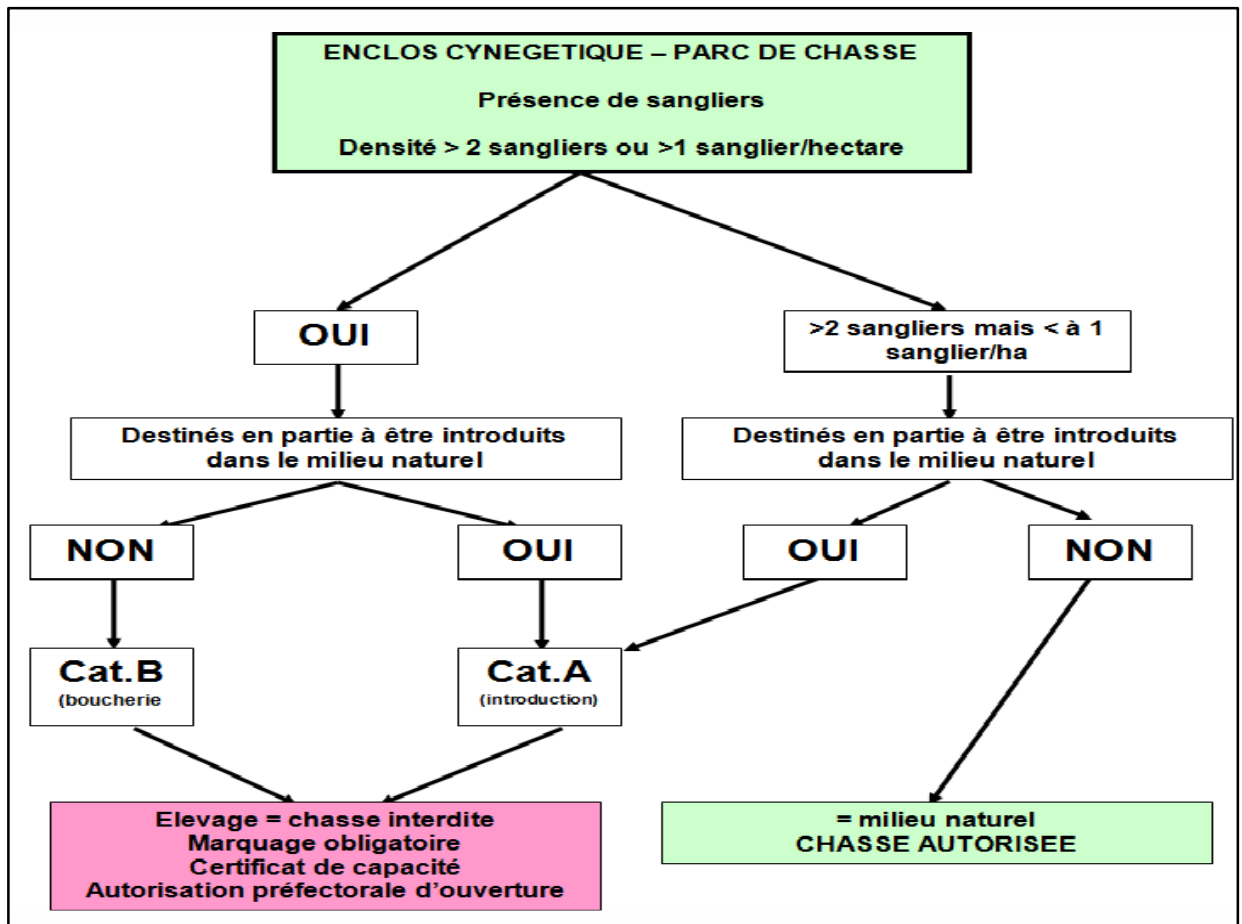 ENCLOS CYNEGETIQUE – PARC DE CHASSE
Présence de sangliers
Densité > 2 sangliers ou >1 sanglier/hectare
OUI
>2 sangliers mais < à 1
sanglier/ha
Destinés en partie à être introduits
dans le milieu naturel
Destinés en partie à être introduits
dans le milieu naturel
NON
OUI
OUI
NON
Cat.B
(boucherie
Cat.A
(introduction)
Elevage = chasse interdite
Marquage obligatoire
Certificat de capacité
Autorisation préfectorale d'ouverture
= milieu naturel
CHASSE AUTORISEE